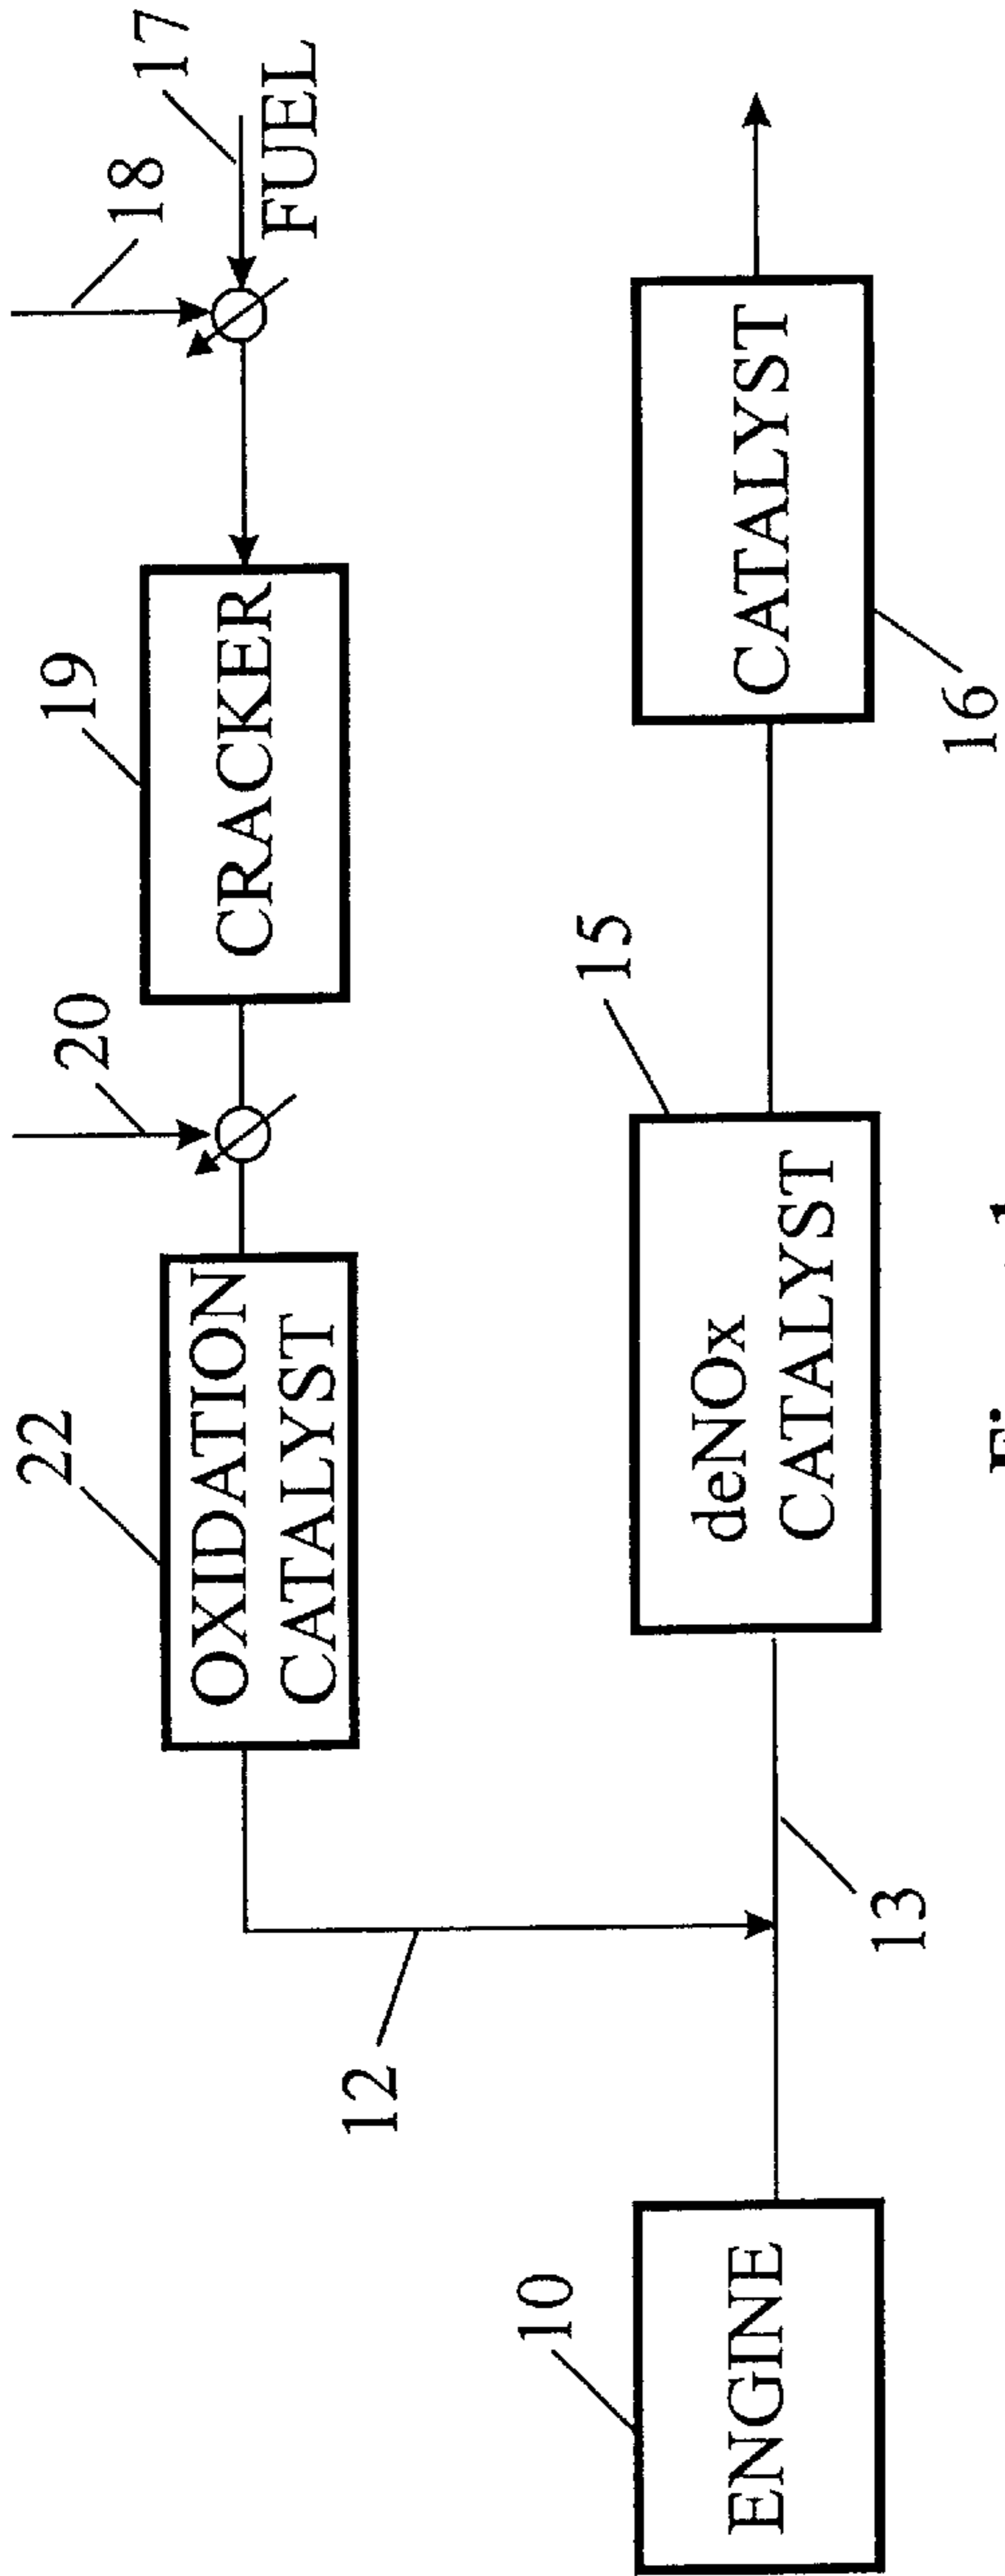 20
19
18
17
22
OXIDATION
CATALYST
CRACKER
FUEL
12
10
15
ENGINE
deNOx
CATALYST
CATALYST
13
16